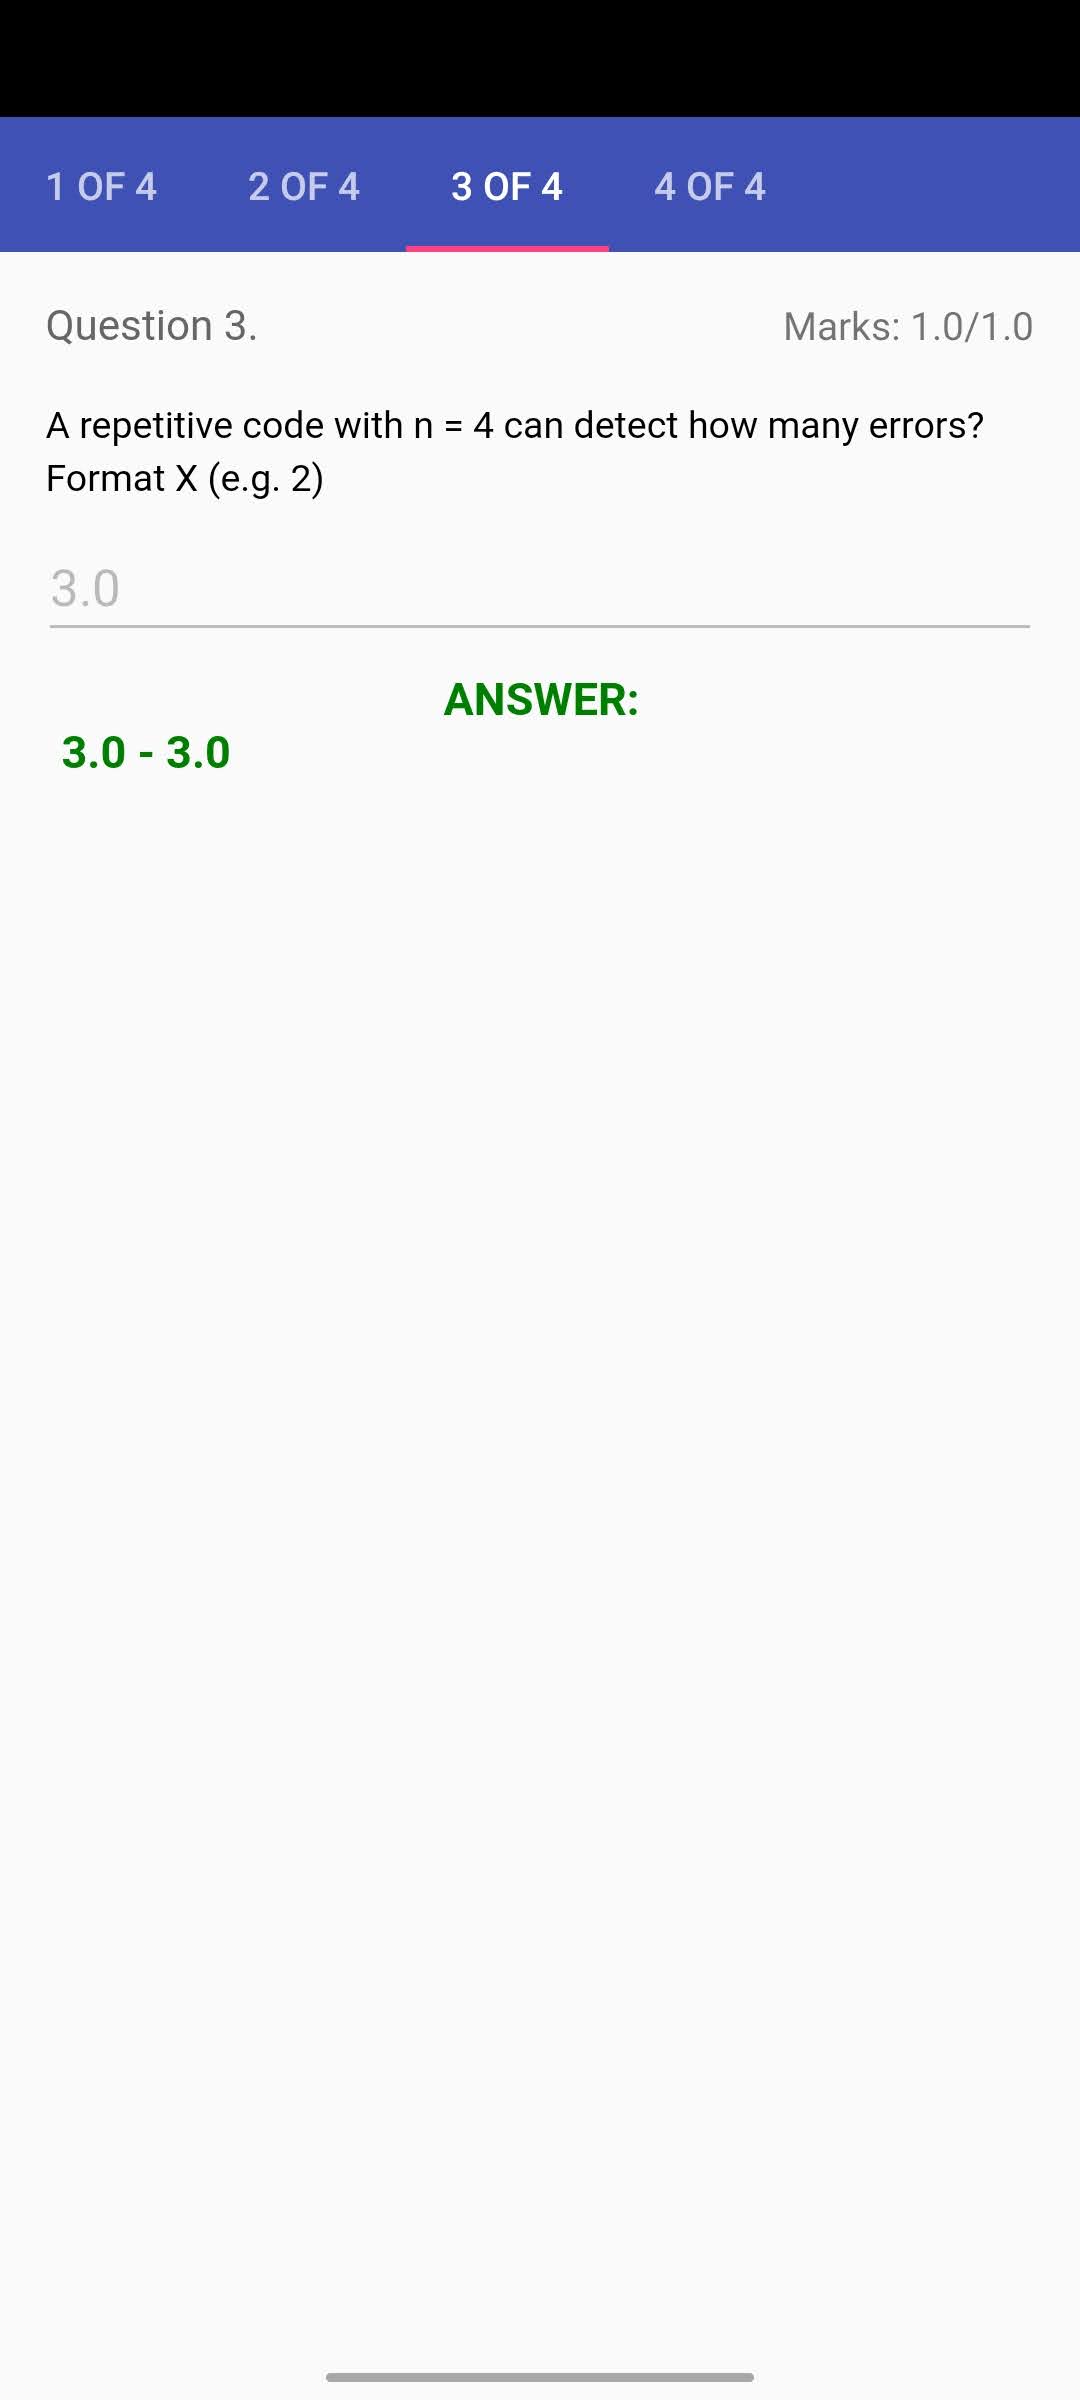 1 OF 4 2 OF 4 3 OF 4 4 OF 4
Question 3. Marks: 1.0/1.0
A repetitive code with n = 4 can detect how many errors?
Format X (e.g. 2)
3.0
ANSWER:
3.0 - 3.0